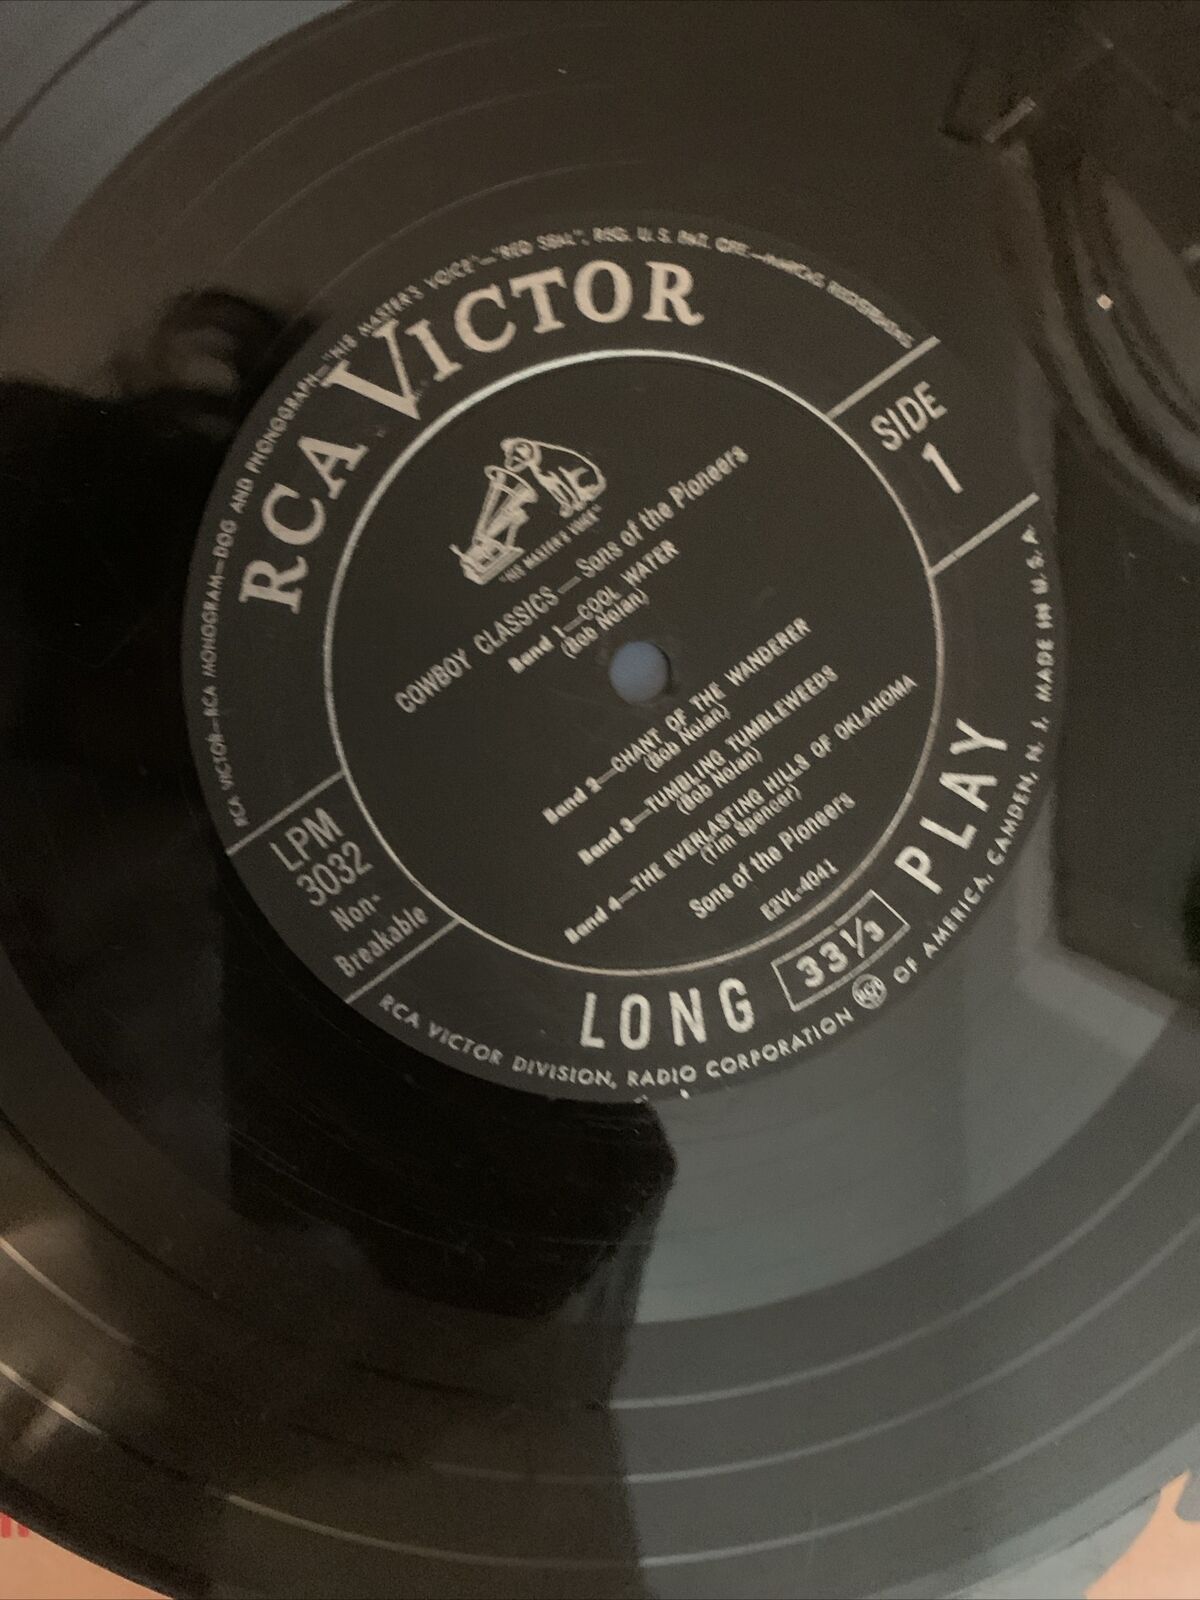 RCA VICTOR—RCA MONOGRAM—DOG AND PHONOGRAPH—"HIS MASTER'S VOICE"—"RED SEAL", REG. U. S. PAT. OFF.—MARCAS REGISTRADAS
RCA VICTOR
SIDE
1
"HIS MASTER'S VOICE"
COWBOY CLASSICS—Sons of the Pioneers
Band 1—COOL WATER
(Bob Nolan)
Band 2—CHANT OF THE WANDERER
(Bob Nolan)
Band 3—TUMBLING TUMBLEWEEDS
(Bob Nolan)
Band 4—THE EVERLASTING HILLS OF OKLAHOMA
(Tim Spencer)
Sons of the Pioneers
E2VL-4041
LPM
3032
Non-
Breakable
LONG 33⅓ PLAY
RCA VICTOR DIVISION, RADIO CORPORATION RCA OF AMERICA, CAMDEN, N. J. MADE IN U.S.A.